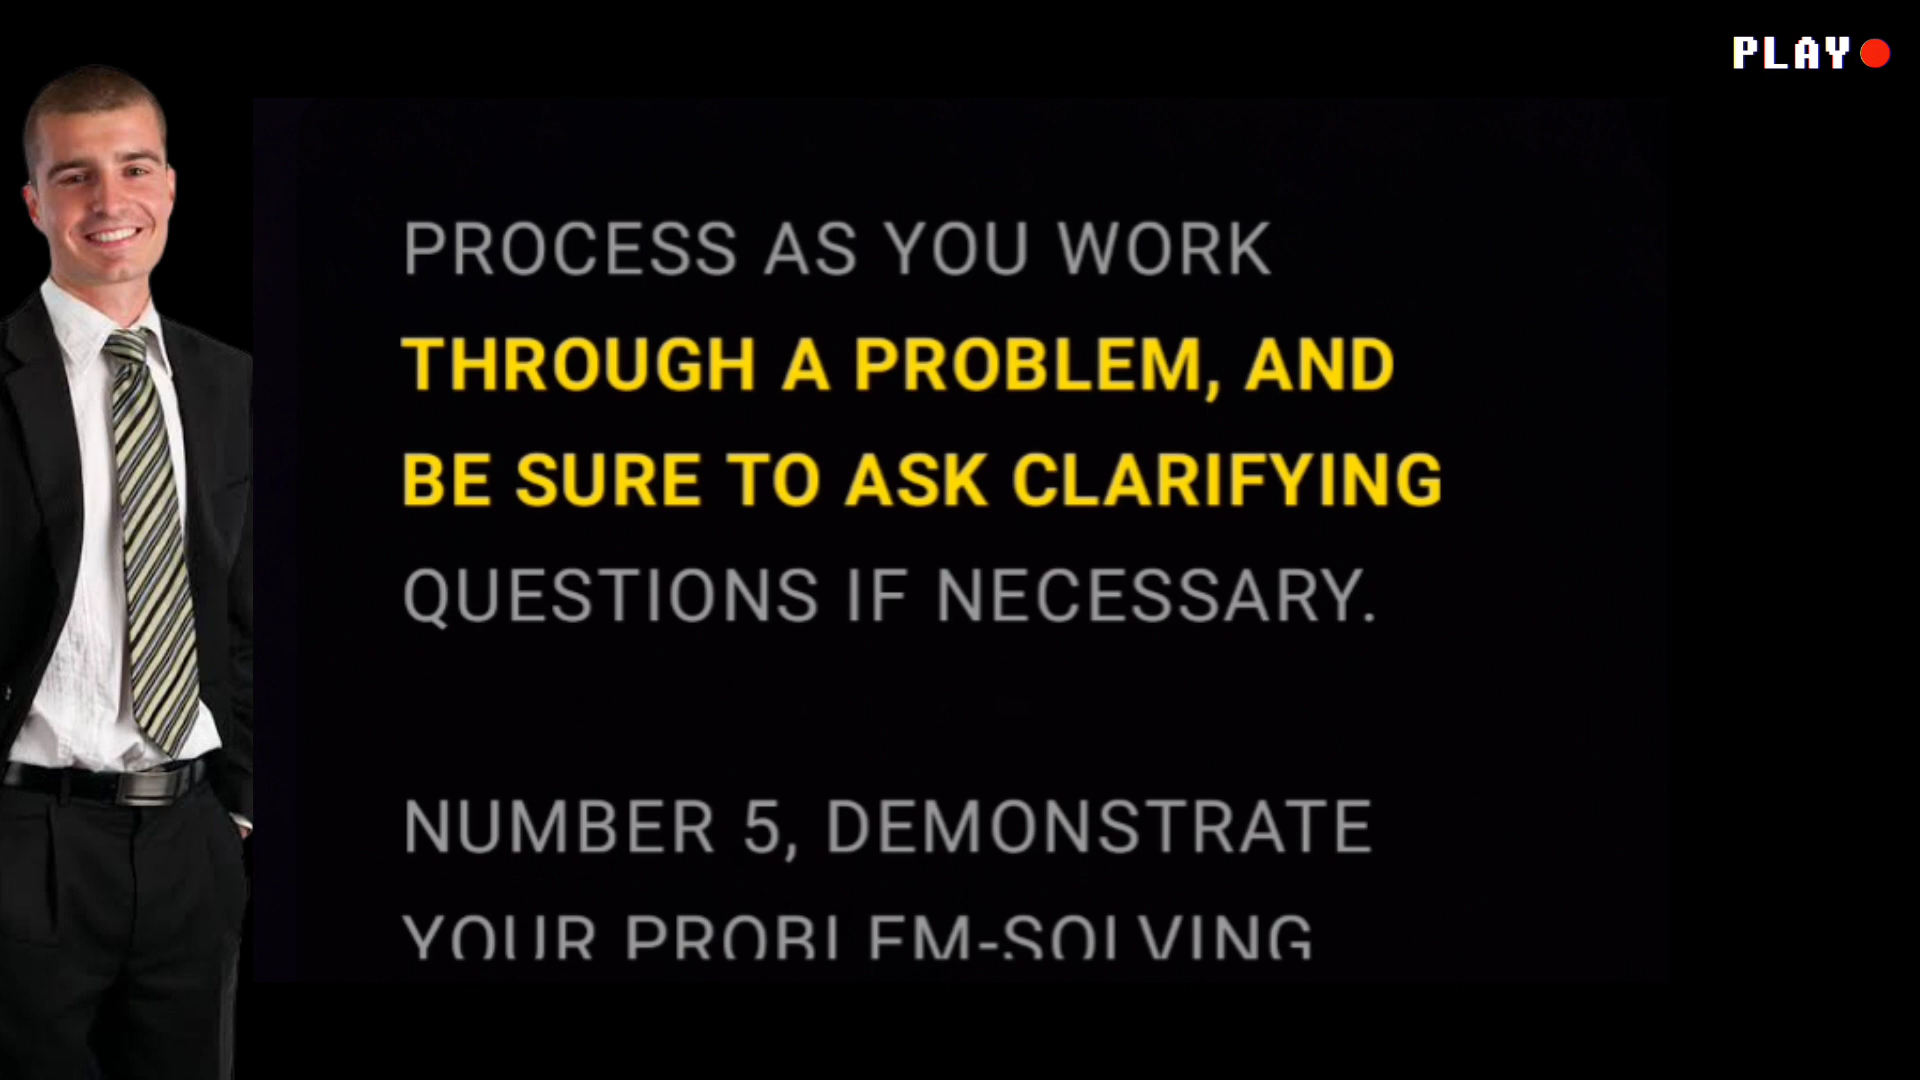 PLAY
PROCESS AS YOU WORK
THROUGH A PROBLEM, AND
BE SURE TO ASK CLARIFYING
QUESTIONS IF NECESSARY.
NUMBER 5, DEMONSTRATE
YOUR PROBLEM-SOLVING